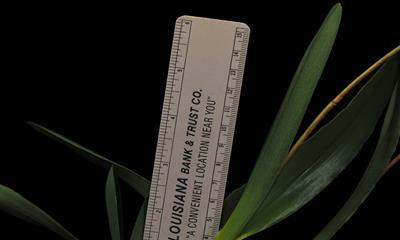 LOUISIANA BANK & TRUST CO.
"A CONVENIENT LOCATION NEAR YOU"